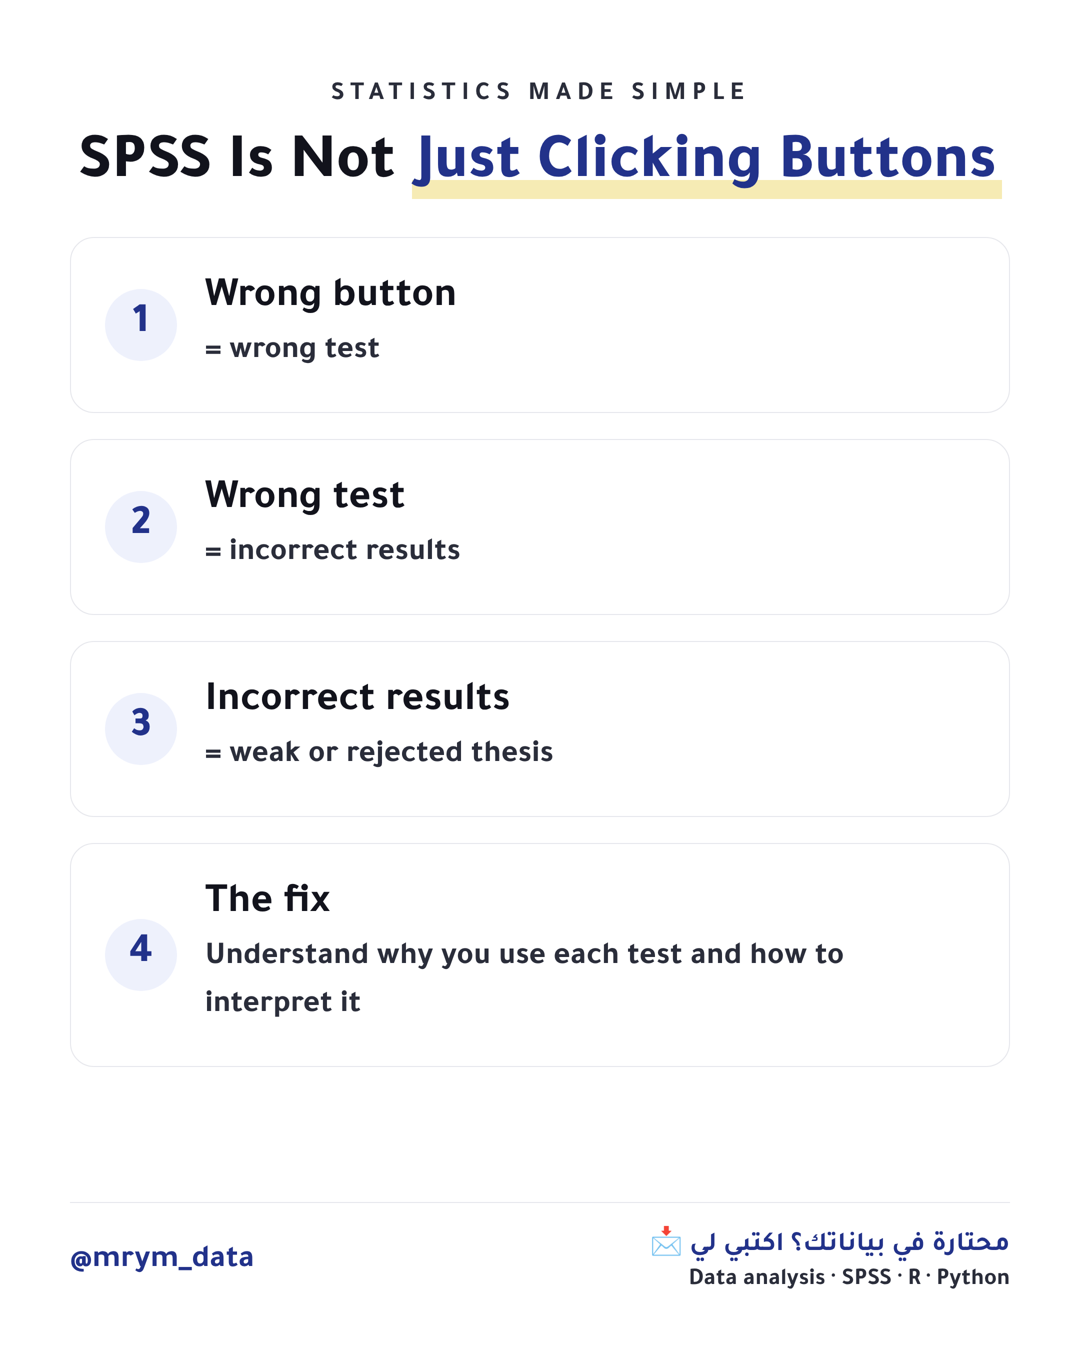 STATISTICS MADE SIMPLE
SPSS Is Not Just Clicking Buttons
1
Wrong button
= wrong test
2
Wrong test
= incorrect results
3
Incorrect results
= weak or rejected thesis
4
The fix
Understand why you use each test and how to
interpret it
@mrym_data
محتارة في بياناتك؟ اكتبي لي 📩
Data analysis · SPSS · R · Python